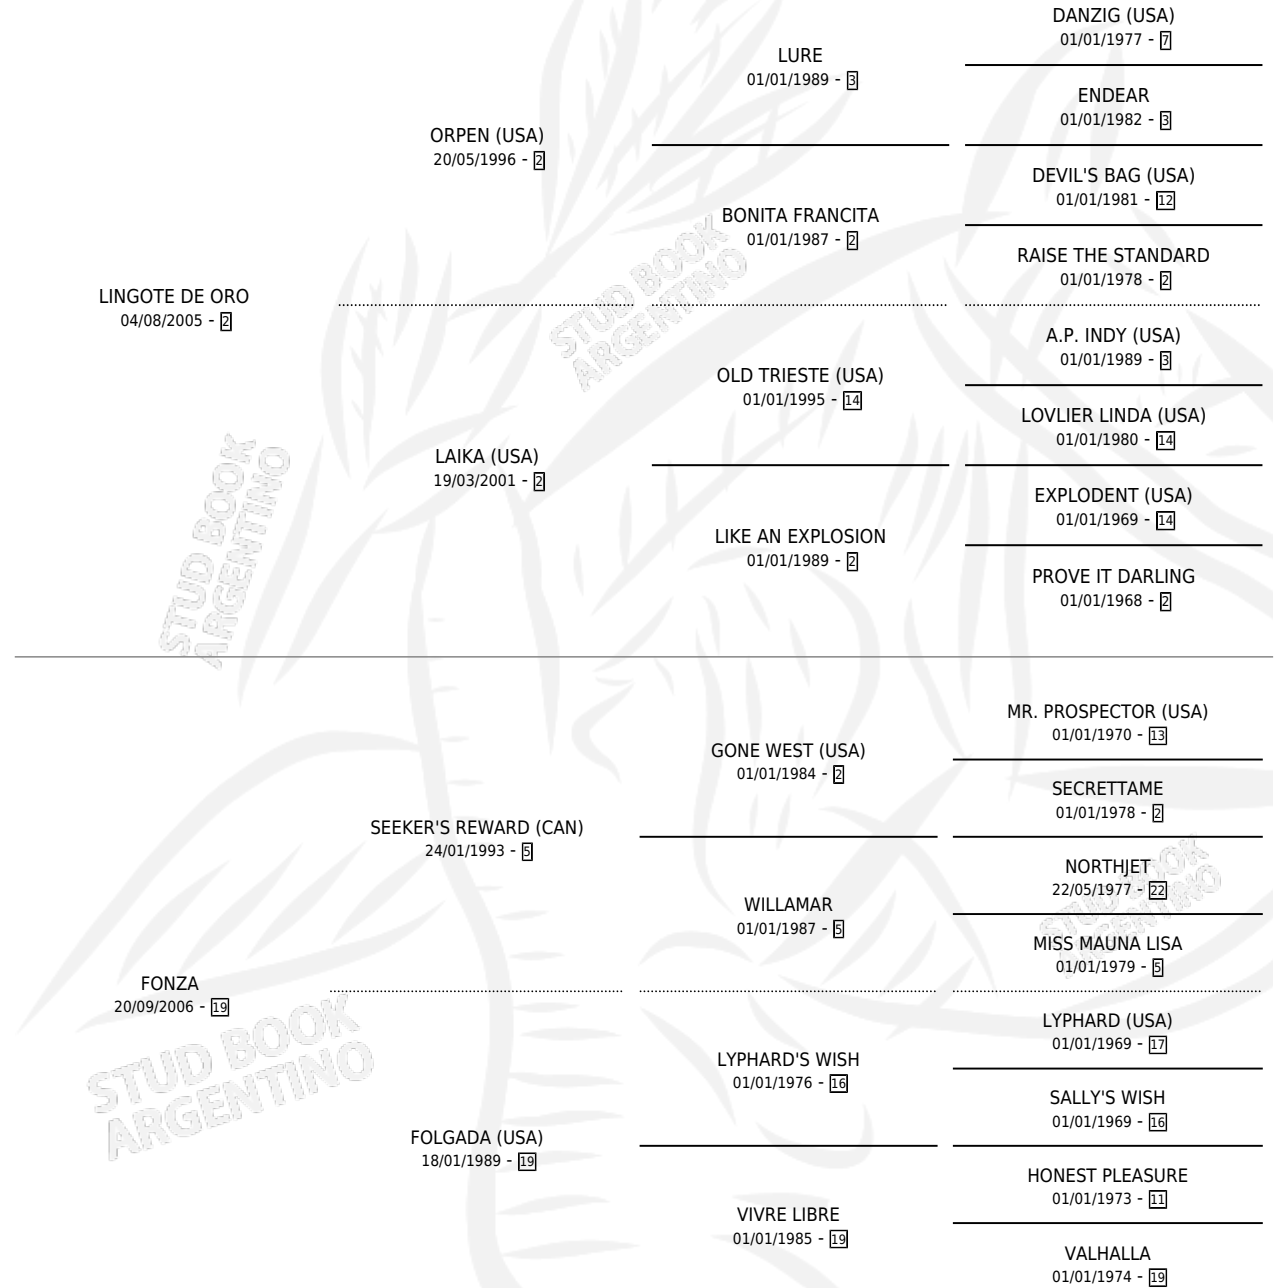 DANZIG (USA)
01/01/1977 - 7
LURE
01/01/1989 - 3
ENDEAR
01/01/1982 - 3
ORPEN (USA)
20/05/1996 - 2
DEVIL'S BAG (USA)
01/01/1981 - 12
BONITA FRANCITA
01/01/1987 - 2
RAISE THE STANDARD
01/01/1978 - 2
LINGOTE DE ORO
04/08/2005 - 2
STUD BOOK
ARGENTINO
A.P. INDY (USA)
01/01/1989 - 3
OLD TRIESTE (USA)
01/01/1995 - 14
LOVLIER LINDA (USA)
01/01/1980 - 14
LAIKA (USA)
19/03/2001 - 2
EXPLODENT (USA)
01/01/1969 - 14
LIKE AN EXPLOSION
01/01/1989 - 2
PROVE IT DARLING
01/01/1968 - 2
STUD BOOK
ARGENTINO
MR. PROSPECTOR (USA)
01/01/1970 - 13
GONE WEST (USA)
01/01/1984 - 2
SECRETTAME
01/01/1978 - 2
SEEKER'S REWARD (CAN)
24/01/1993 - 5
NORTHJET
22/05/1977 - 22
WILLAMAR
01/01/1987 - 5
STUD BOOK
ARGENTINO
MISS MAUNA LISA
01/01/1979 - 5
FONZA
20/09/2006 - 19
LYPHARD (USA)
01/01/1969 - 17
LYPHARD'S WISH
01/01/1976 - 16
SALLY'S WISH
01/01/1969 - 16
STUD BOOK
ARGENTINO
FOLGADA (USA)
18/01/1989 - 19
HONEST PLEASURE
01/01/1973 - 11
VIVRE LIBRE
01/01/1985 - 19
VALHALLA
01/01/1974 - 19